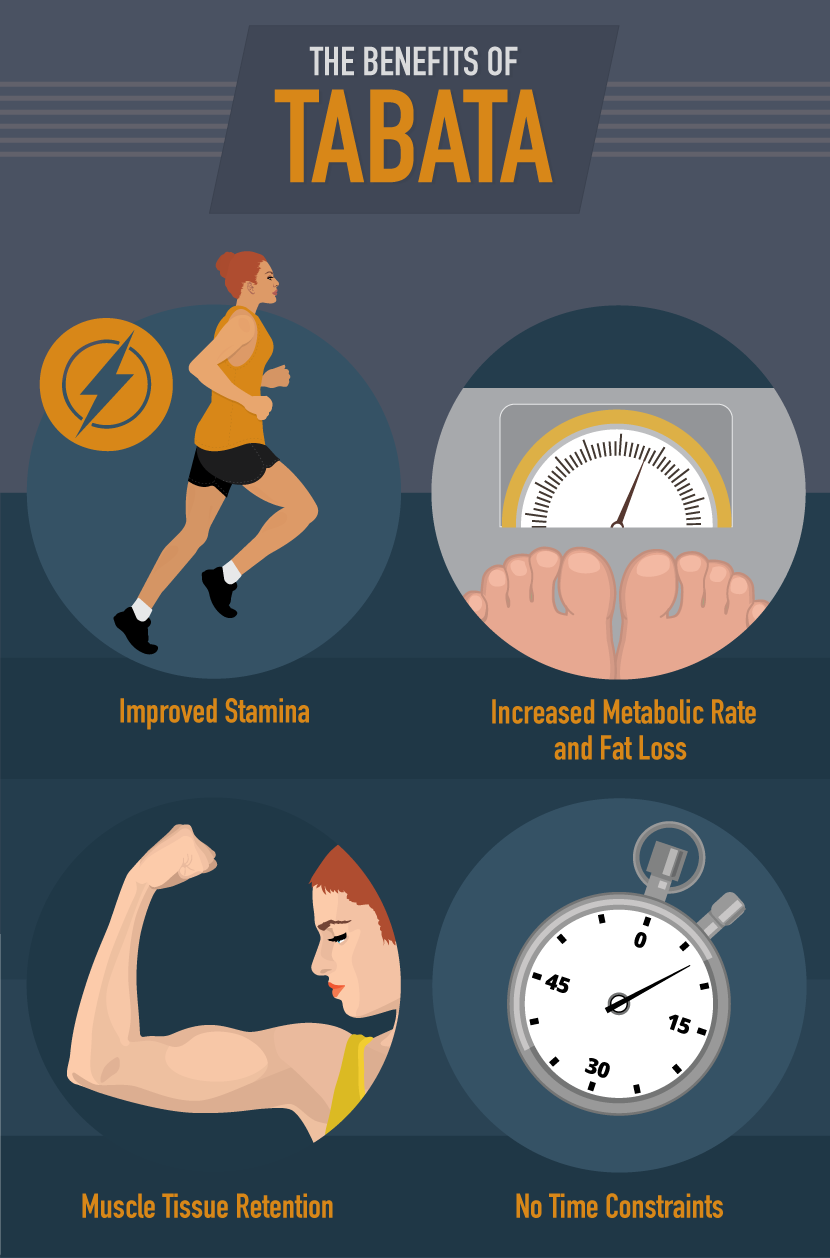 THE BENEFITS OF
TABATA
Improved Stamina
Increased Metabolic Rate
and Fat Loss
0
45
15
30
Muscle Tissue Retention
No Time Constraints